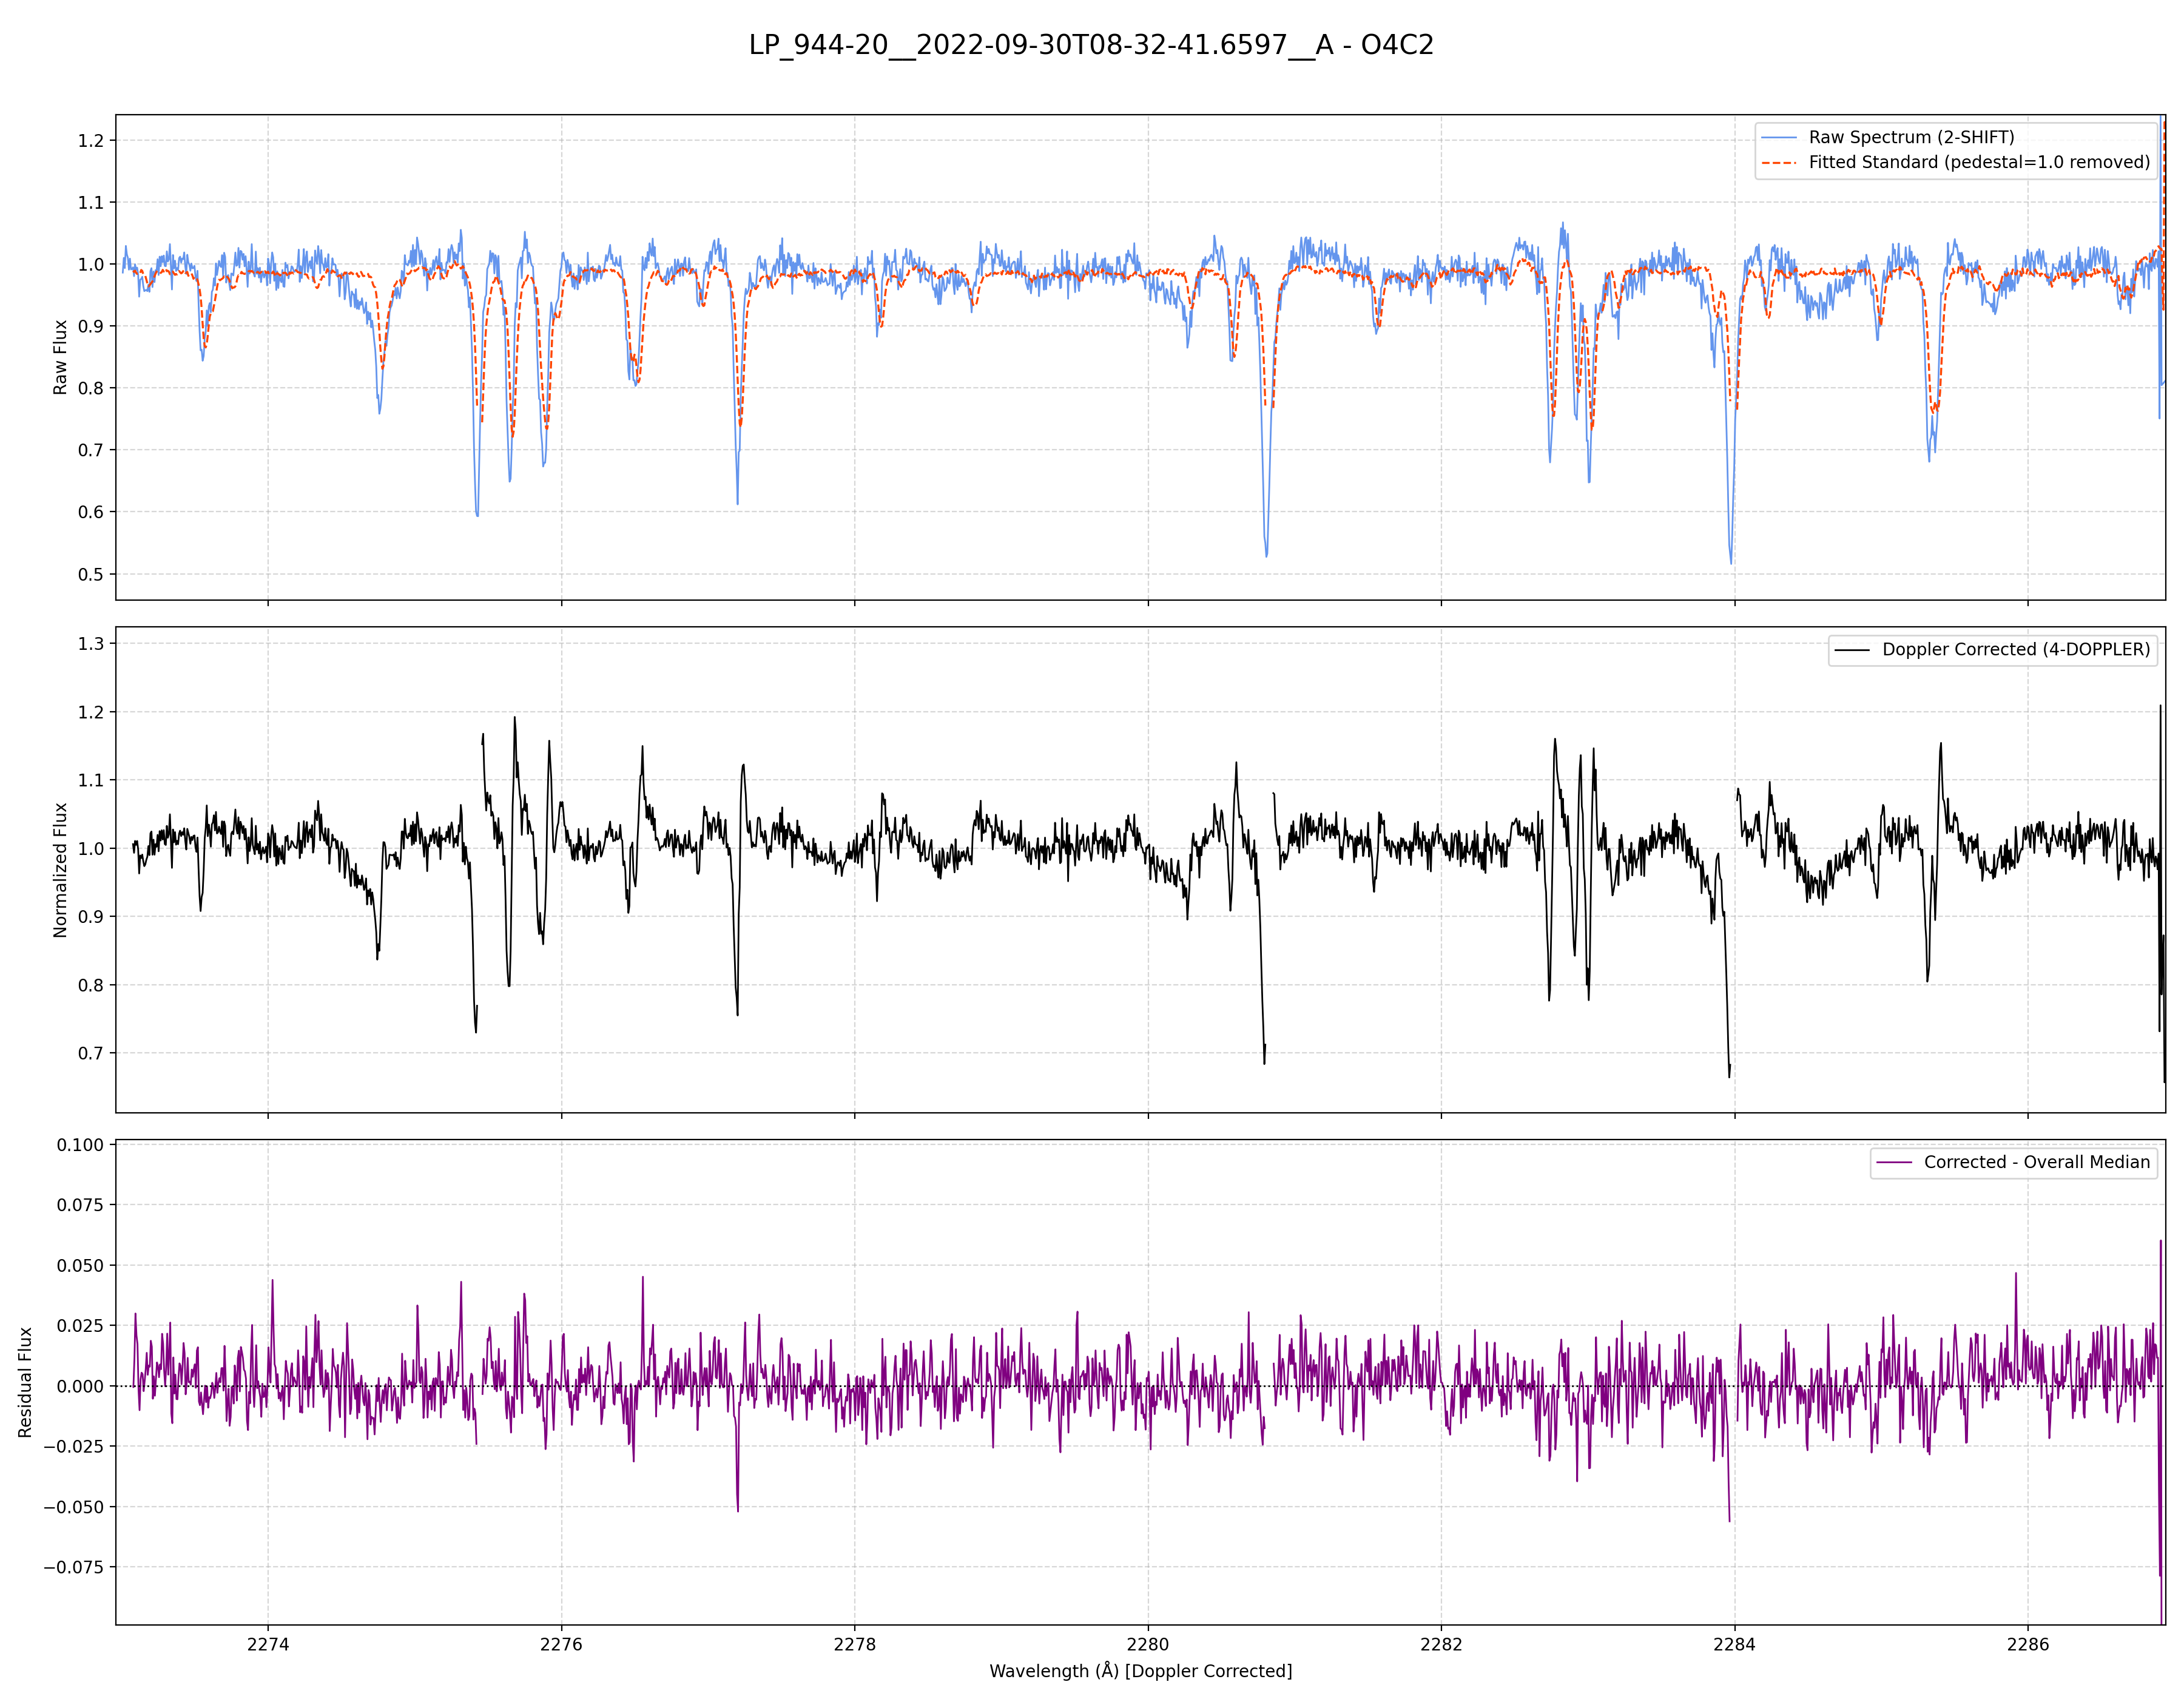 LP_944-20__2022-09-30T08-32-41.6597__A - O4C2
Raw Spectrum (2-SHIFT)
Fitted Standard (pedestal=1.0 removed)
Raw Flux
1.2
1.1
1.0
0.9
0.8
0.7
0.6
0.5
Doppler Corrected (4-DOPPLER)
Normalized Flux
1.3
1.2
1.1
1.0
0.9
0.8
0.7
Corrected - Overall Median
Residual Flux
0.100
0.075
0.050
0.025
0.000
−0.025
−0.050
−0.075
2274 2276 2278 2280 2282 2284 2286
Wavelength (Å) [Doppler Corrected]